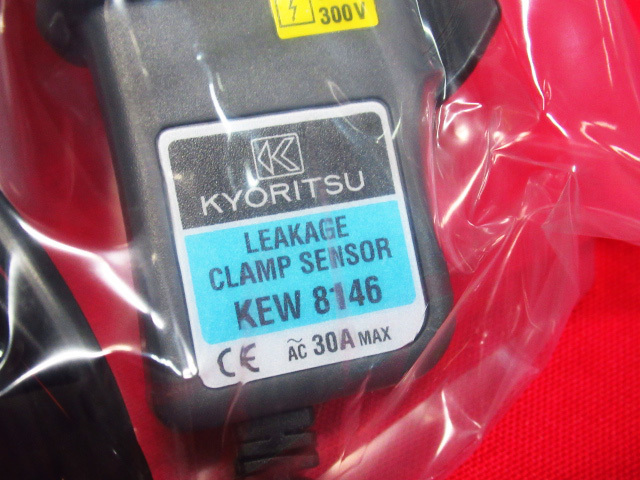 300V
KYORITSU
LEAKAGE
CLAMP SENSOR
KEW 8146
CE AC 30A MAX